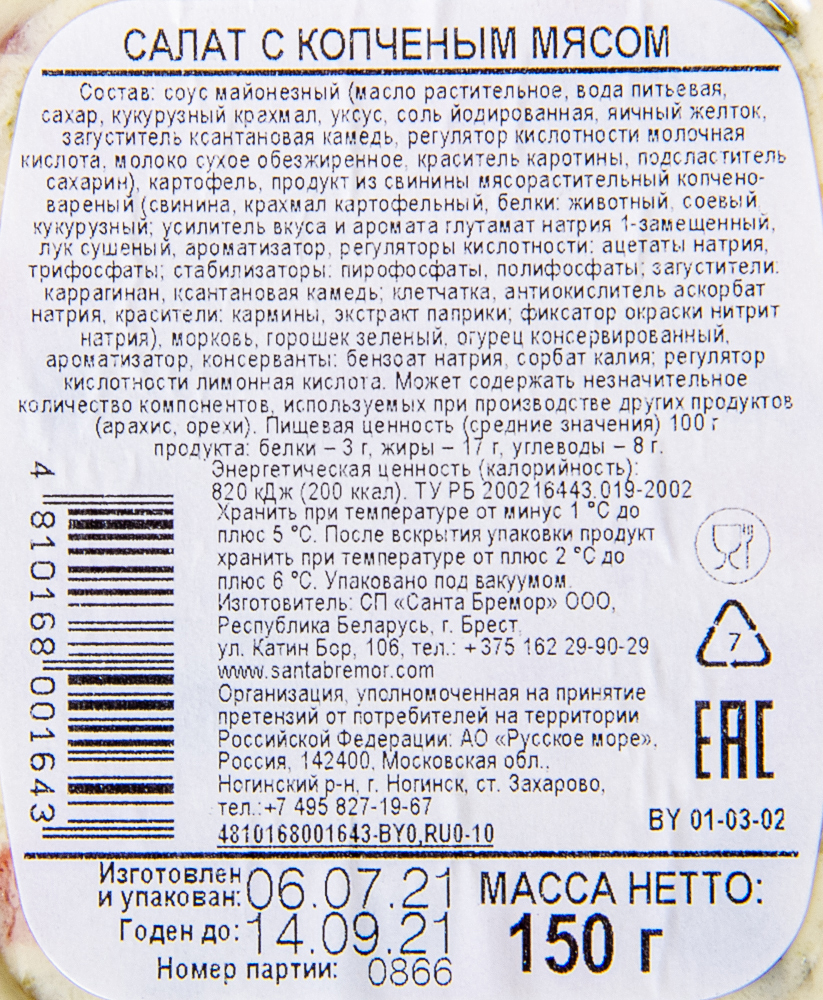 САЛАТ С КОПЧЕНЫМ МЯСОМ
Состав: соус майонезный (масло растительное, вода питьевая,
сахар, кукурузный крахмал, уксус, соль йодированная, яичный желток,
загуститель ксантановая камедь, регулятор кислотности молочная
кислота, молоко сухое обезжиренное, краситель каротины, подсластитель
сахарин), картофель, продукт из свинины мясорастительный копчено-
вареный (свинина, крахмал картофельный, белки: животный, соевый,
кукурузный; усилитель вкуса и аромата глутамат натрия 1-замещенный,
лук сушеный, ароматизатор, регуляторы кислотности: ацетаты натрия,
трифосфаты; стабилизаторы: пирофосфаты, полифосфаты; загустители:
каррагинан, ксантановая камедь; клетчатка, антиокислитель аскорбат
натрия, красители: кармины, экстракт паприки; фиксатор окраски нитрит
натрия), морковь, горошек зеленый, огурец консервированный,
ароматизатор, консерванты: бензоат натрия, сорбат калия; регулятор
кислотности лимонная кислота. Может содержать незначительное
количество компонентов, используемых при производстве других продуктов
(арахис, орехи). Пищевая ценность (средние значения) 100 г
продукта: белки – 3 г, жиры – 17 г, углеводы – 8 г.
Энергетическая ценность (калорийность):
820 кДж (200 ккал). ТУ РБ 200216443.019-2002
Хранить при температуре от минус 1 °С до
плюс 5 °С. После вскрытия упаковки продукт
хранить при температуре от плюс 2 °С до
плюс 6 °С. Упаковано под вакуумом.
Изготовитель: СП «Санта Бремор» ООО,
Республика Беларусь, г. Брест,
ул. Катин Бор, 106, тел.: +375 162 29-90-29
www.santabremor.com
Организация, уполномоченная на принятие
претензий от потребителей на территории
Российской Федерации: АО «Русское море»,
Россия, 142400, Московская обл.,
Ногинский р-н, г. Ногинск, ст. Захарово,
тел.:+7 495 827-19-67
4810168001643-BY0,RU0-10
4 810168 001643
7
EAC
BY 01-03-02
Изготовлен
и упакован: 06.07.21
Годен до: 14.09.21
Номер партии: 0866
МАССА НЕТТО:
150 г